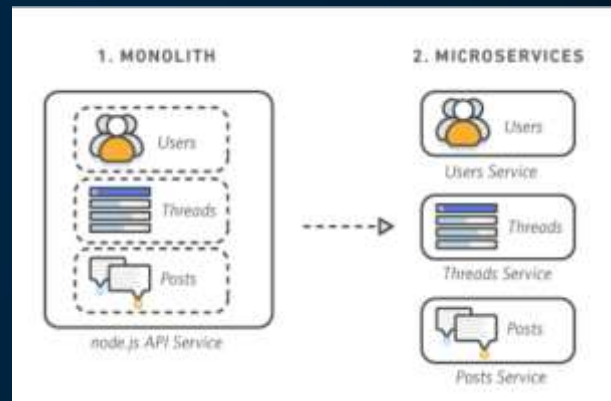 1. MONOLITH
Users
Threads
Posts
node.js API Service
2. MICROSERVICES
Users
Users Service
Threads
Threads Service
Posts
Posts Service